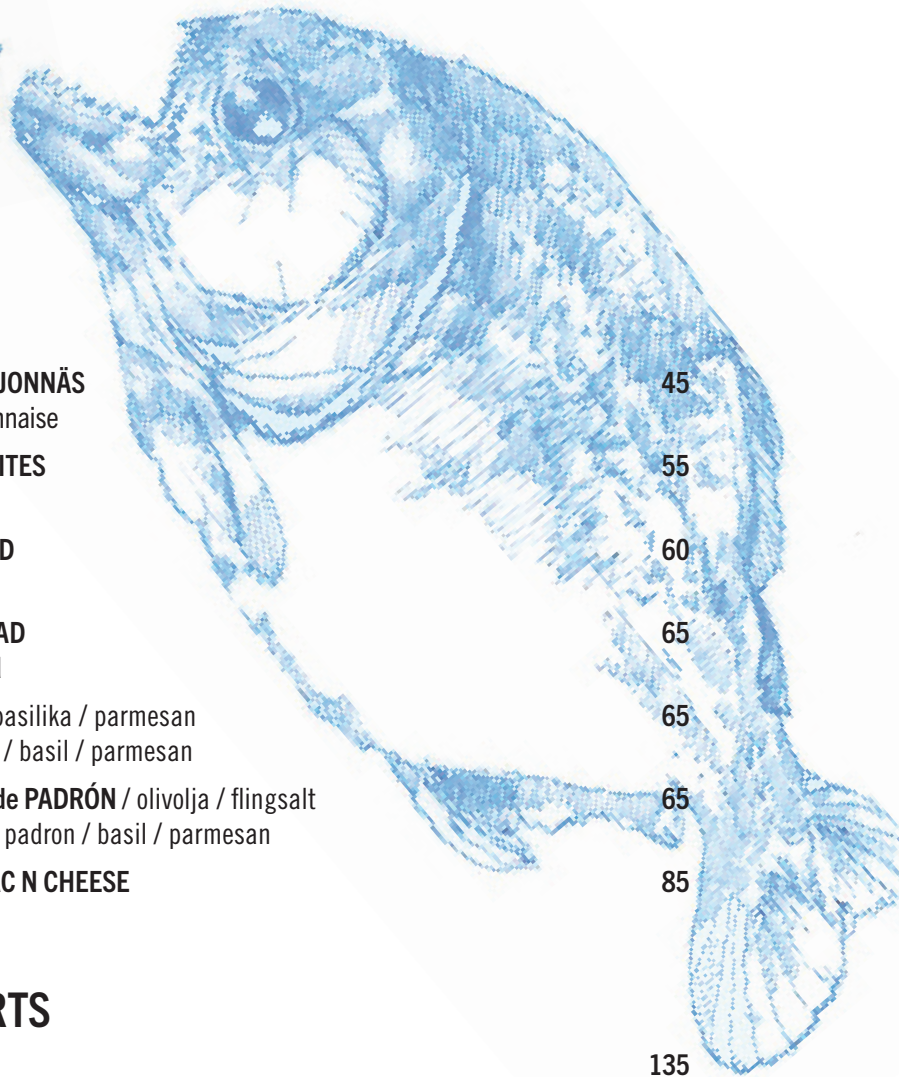 JONNÄS 45
nnaise
ITES 55
D 60
AD 65
basilika / parmesan 65
/ basil / parmesan
de PADRÓN / olivolja / flingsalt 65
padron / basil / parmesan
C N CHEESE 85
RTS
135